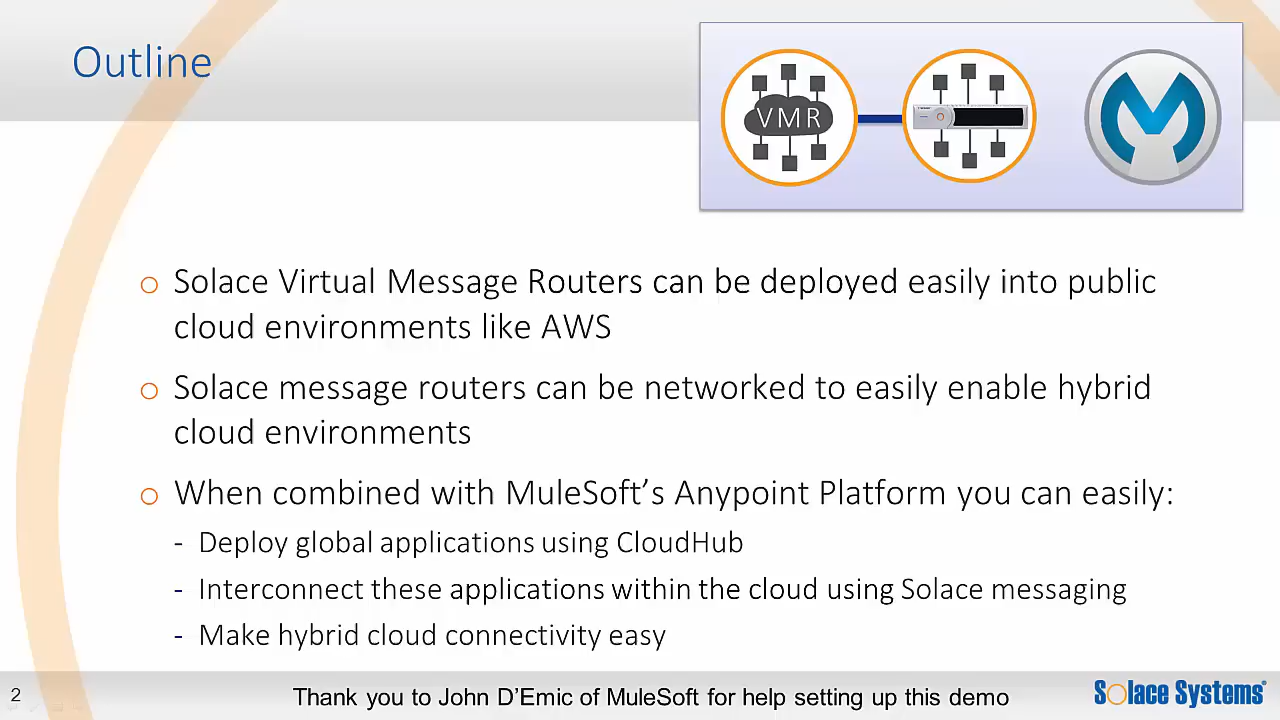 Outline
VMR
o Solace Virtual Message Routers can be deployed easily into public
cloud environments like AWS
o Solace message routers can be networked to easily enable hybrid
cloud environments
o When combined with MuleSoft’s Anypoint Platform you can easily:
- Deploy global applications using CloudHub
- Interconnect these applications within the cloud using Solace messaging
- Make hybrid cloud connectivity easy
2
Thank you to John D’Emic of MuleSoft for help setting up this demo
Solace Systems